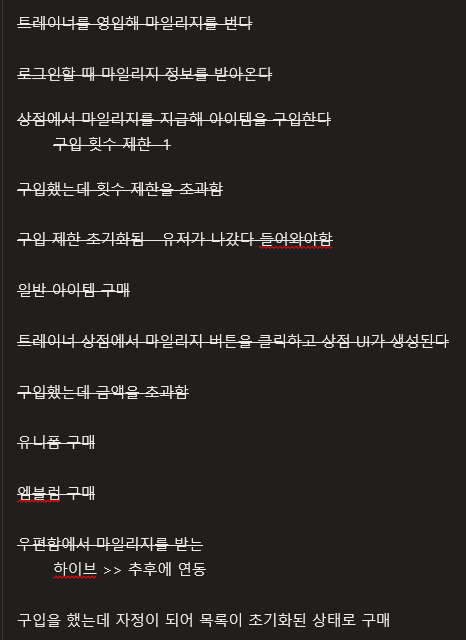 트레이너를 영입해 마일리지를 번다
로그인할 때 마일리지 정보를 받아온다
상점에서 마일리지를 지급해 아이템을 구입한다
구입 횟수 제한 1
구입했는데 횟수 제한을 초과함
구입 제한 초기화됨 유저가 나갔다 들어와야함
일반 아이템 구매
트레이너 상점에서 마일리지 버튼을 클릭하고 상점 UI가 생성된다
구입했는데 금액을 초과함
유니폼 구매
엠블럼 구매
우편함에서 마일리지를 받는
하이브 >> 추후에 연동
구입을 했는데 자정이 되어 목록이 초기화된 상태로 구매